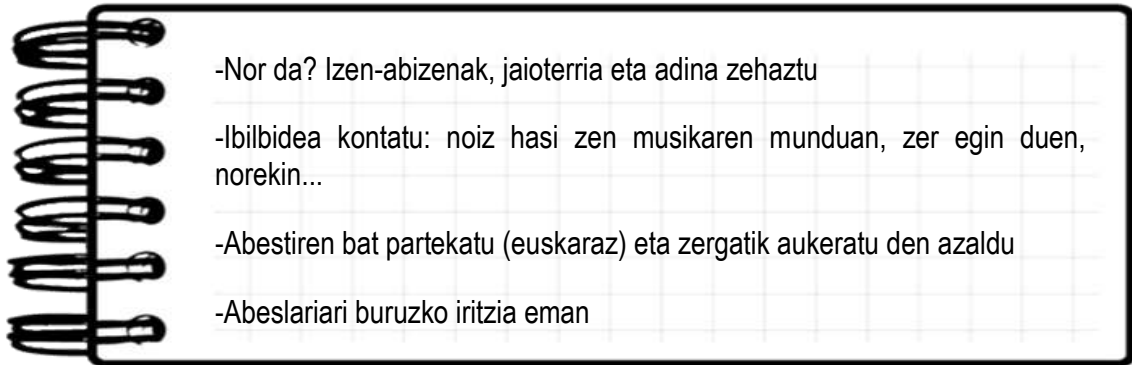 -Nor da? Izen-abizenak, jaioterria eta adina zehaztu
-Ibilbidea kontatu: noiz hasi zen musikaren munduan, zer egin duen,
norekin...
-Abestiren bat partekatu (euskaraz) eta zergatik aukeratu den azaldu
-Abeslariari buruzko iritzia eman